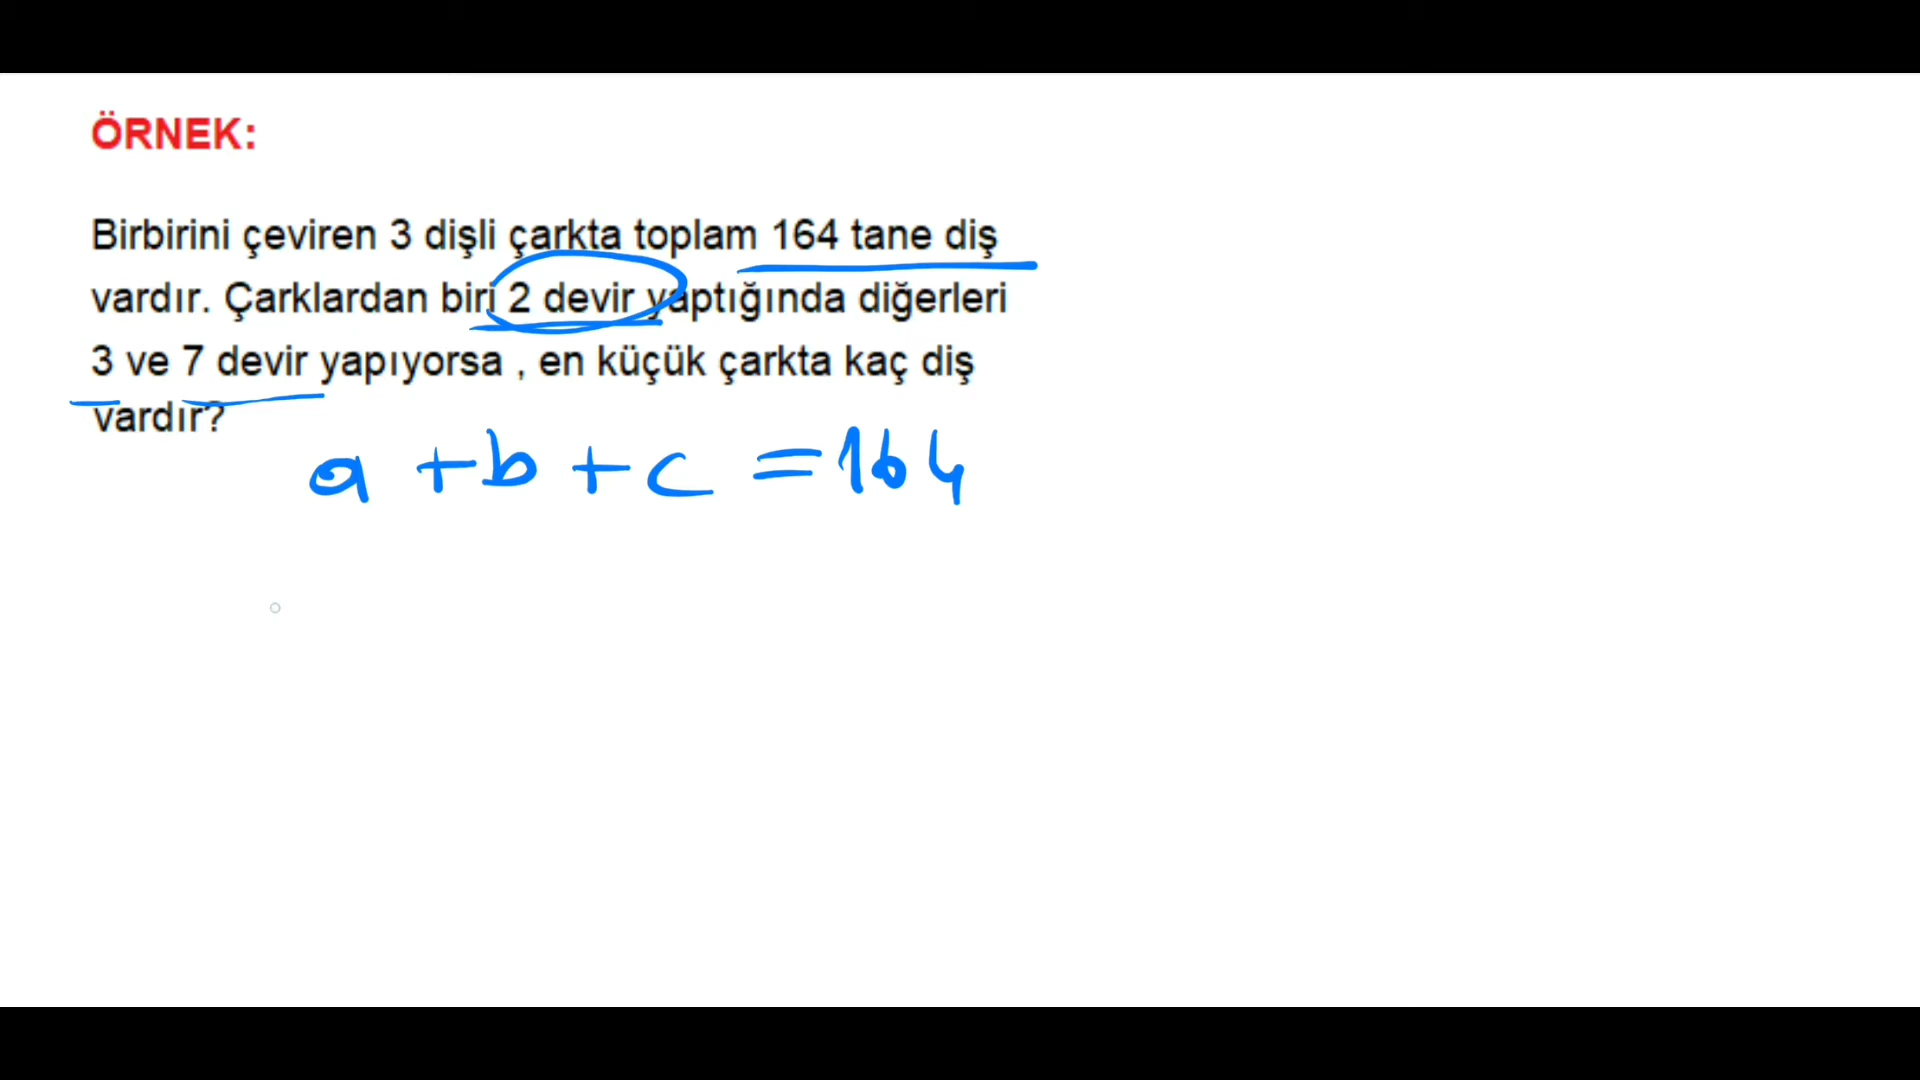 ÖRNEK:
Birbirini çeviren 3 dişli çarkta toplam 164 tane diş
vardır. Çarklardan biri 2 devir yaptığında diğerleri
3 ve 7 devir yapıyorsa , en küçük çarkta kaç diş
vardır?
a + b + c = 164